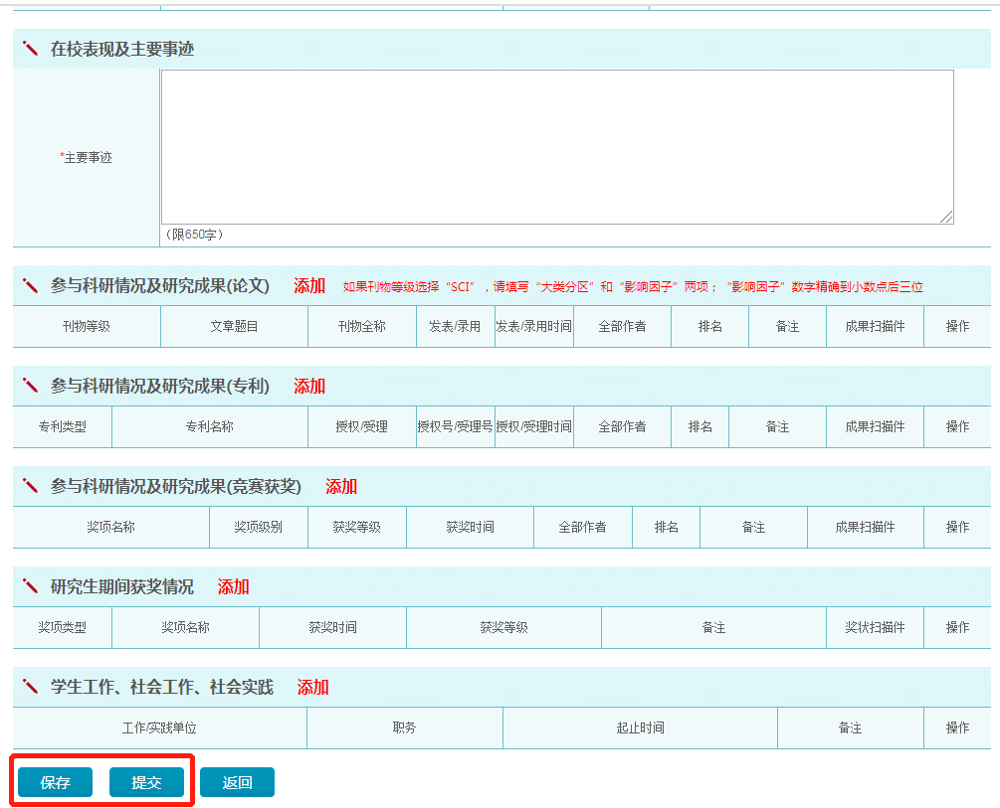 在校表现及主要事迹
*主要事迹
（限650字）
参与科研情况及研究成果(论文) 添加 如果刊物等级选择“SCI”，请填写“大类分区”和“影响因子”两项；“影响因子”数字精确到小数点后三位
刊物等级 文章题目 刊物全称 发表/录用 发表/录用时间 全部作者 排名 备注 成果扫描件 操作
参与科研情况及研究成果(专利) 添加
专利类型 专利名称 授权/受理 授权号/受理号 授权/受理时间 全部作者 排名 备注 成果扫描件 操作
参与科研情况及研究成果(竞赛获奖) 添加
奖项名称 奖项级别 获奖等级 获奖时间 全部作者 排名 备注 成果扫描件 操作
研究生期间获奖情况 添加
奖项类型 奖项名称 获奖时间 获奖等级 备注 奖状扫描件 操作
学生工作、社会工作、社会实践 添加
工作/实践单位 职务 起止时间 备注 操作
保存 提交 返回